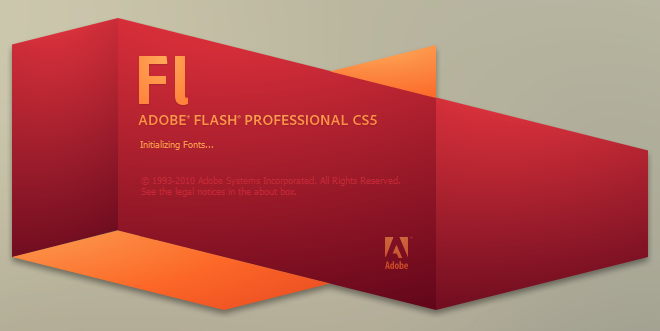 Fl
ADOBE® FLASH® PROFESSIONAL CS5
Initializing Fonts...
© 1993-2010 Adobe Systems Incorporated. All Rights Reserved.
See the legal notices in the about box.
Adobe